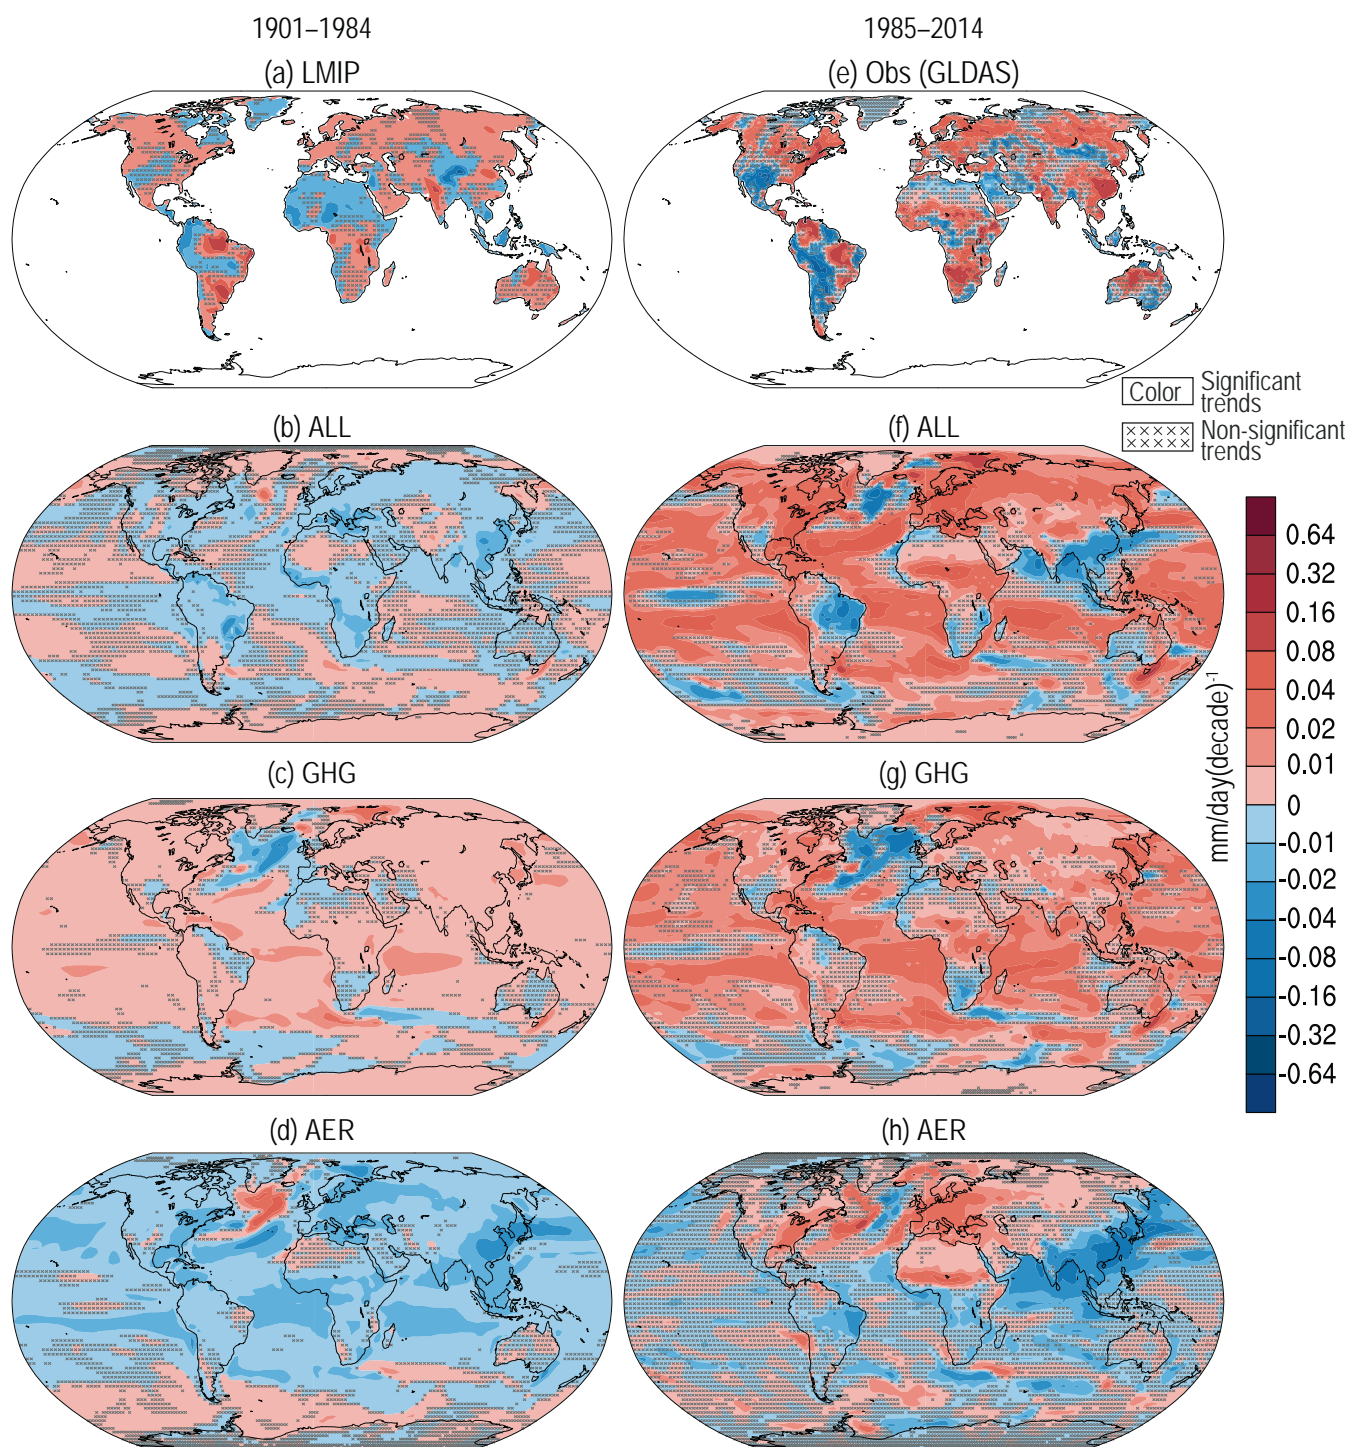 1901–1984
1985–2014
(a) LMIP
(e) Obs (GLDAS)
Color
Significant
trends
Non-significant
trends
(b) ALL
(f) ALL
(c) GHG
(g) GHG
(d) AER
(h) AER
mm/day(decade)⁻¹
0.64
0.32
0.16
0.08
0.04
0.02
0.01
0
-0.01
-0.02
-0.04
-0.08
-0.16
-0.32
-0.64